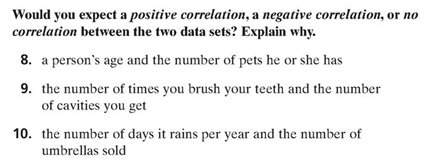 Would you expect a positive correlation, a negative correlation, or no
correlation between the two data sets? Explain why.
8. a person's age and the number of pets he or she has
9. the number of times you brush your teeth and the number
of cavities you get
10. the number of days it rains per year and the number of
umbrellas sold